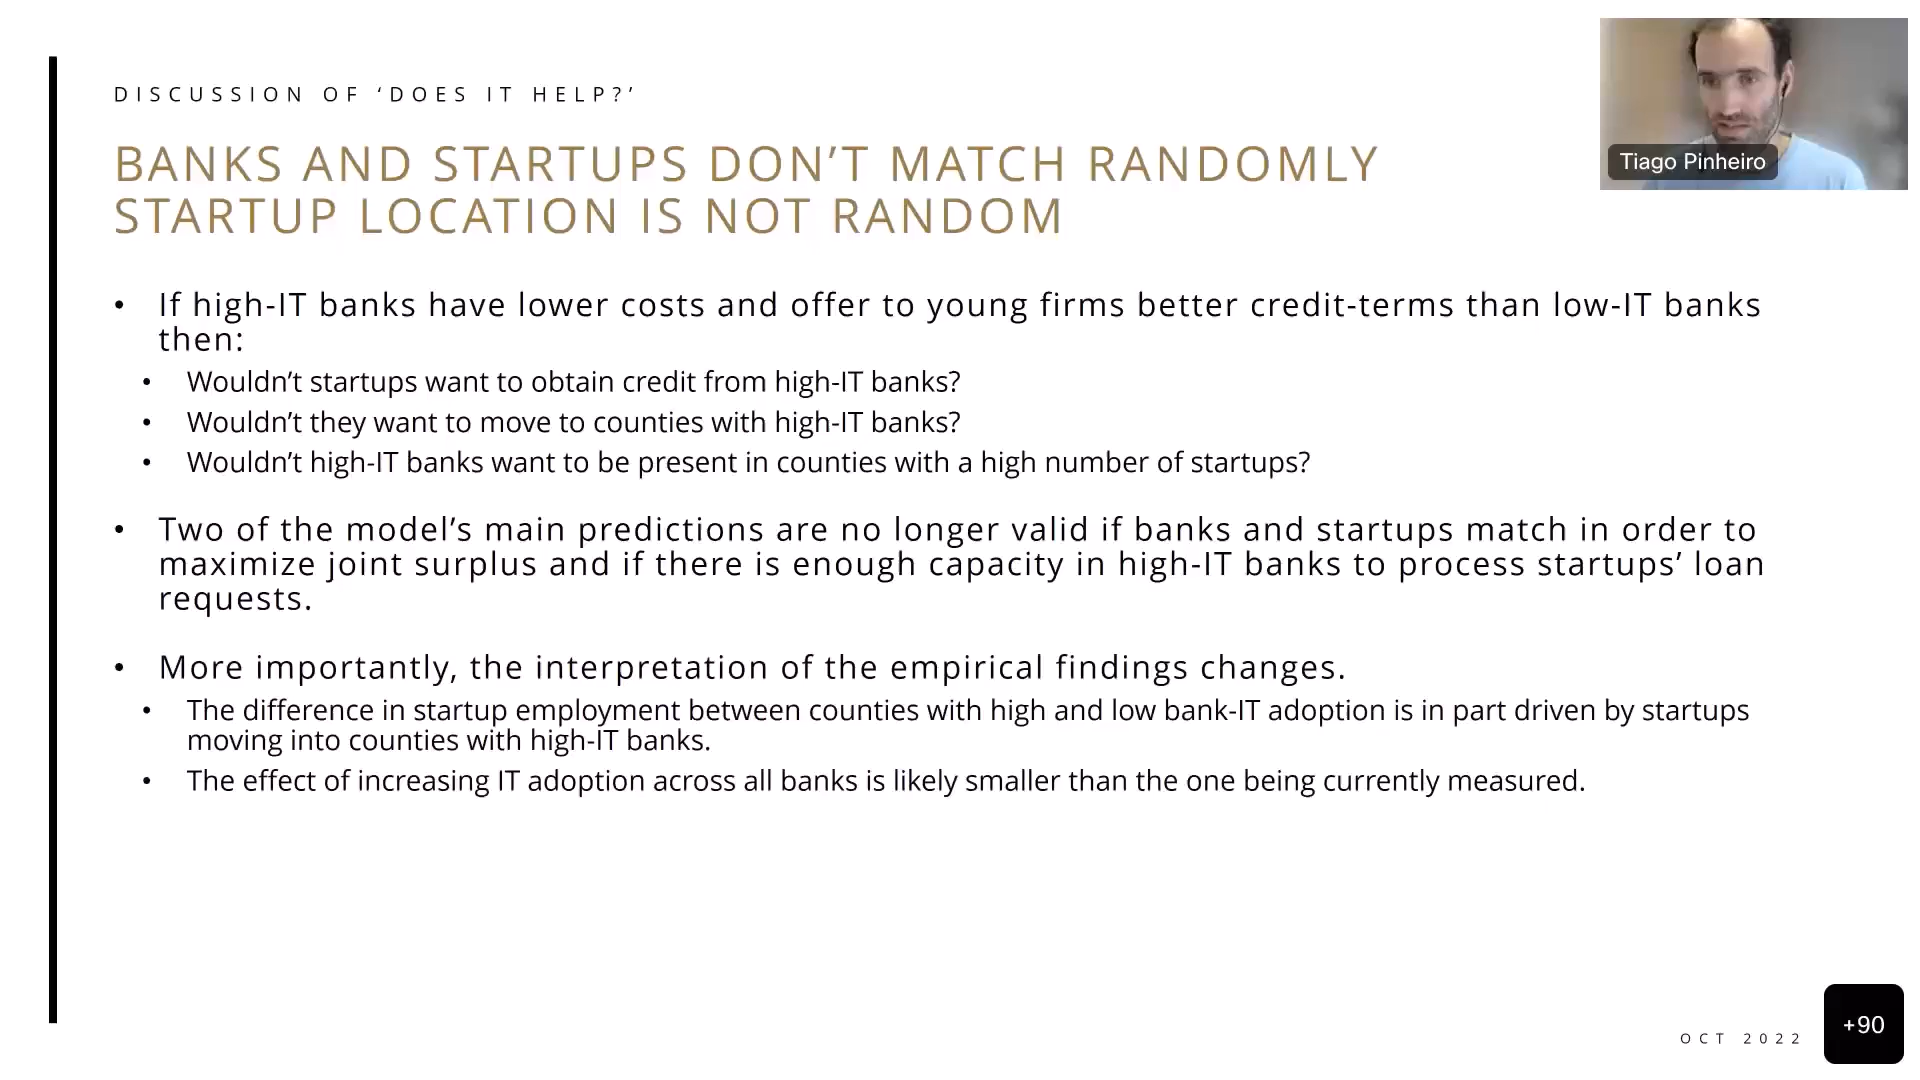 DISCUSSION OF ‘DOES IT HELP?’
BANKS AND STARTUPS DON’T MATCH RANDOMLY
STARTUP LOCATION IS NOT RANDOM
Tiago Pinheiro
• If high-IT banks have lower costs and offer to young firms better credit-terms than low-IT banks
then:
• Wouldn’t startups want to obtain credit from high-IT banks?
• Wouldn’t they want to move to counties with high-IT banks?
• Wouldn’t high-IT banks want to be present in counties with a high number of startups?
• Two of the model’s main predictions are no longer valid if banks and startups match in order to
maximize joint surplus and if there is enough capacity in high-IT banks to process startups’ loan
requests.
• More importantly, the interpretation of the empirical findings changes.
• The difference in startup employment between counties with high and low bank-IT adoption is in part driven by startups
moving into counties with high-IT banks.
• The effect of increasing IT adoption across all banks is likely smaller than the one being currently measured.
OCT 2022
+90